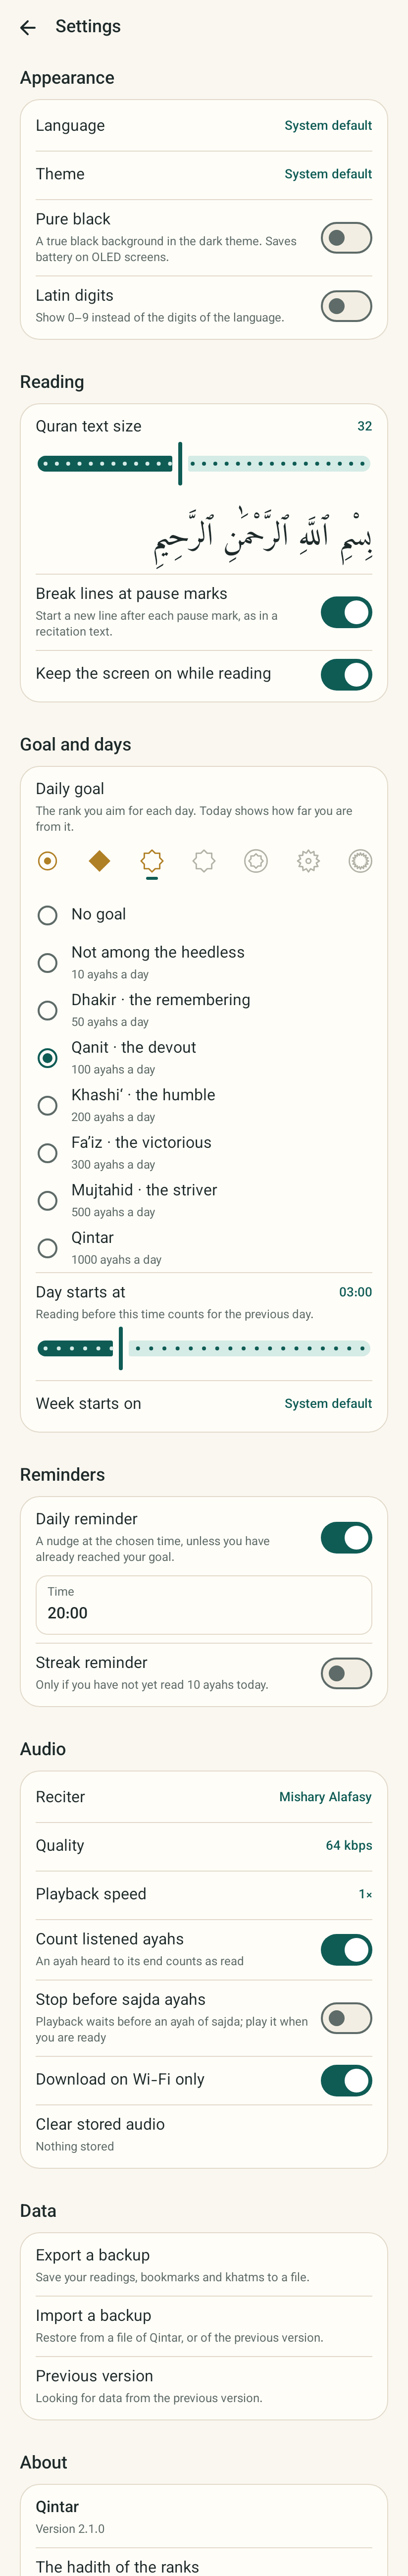 Settings
Appearance
Language
System default
Theme
System default
Pure black
A true black background in the dark theme. Saves
battery on OLED screens.
Latin digits
Show 0–9 instead of the digits of the language.
Reading
Quran text size
32
بِسْمِ ٱللَّهِ ٱلرَّحْمَٰنِ ٱلرَّحِيمِ
Break lines at pause marks
Start a new line after each pause mark, as in a
recitation text.
Keep the screen on while reading
Goal and days
Daily goal
The rank you aim for each day. Today shows how far you are
from it.
No goal
Not among the heedless
10 ayahs a day
Dhakir · the remembering
50 ayahs a day
Qanit · the devout
100 ayahs a day
Khashiʻ · the humble
200 ayahs a day
Fa’iz · the victorious
300 ayahs a day
Mujtahid · the striver
500 ayahs a day
Qintar
1000 ayahs a day
Day starts at
03:00
Reading before this time counts for the previous day.
Week starts on
System default
Reminders
Daily reminder
A nudge at the chosen time, unless you have
already reached your goal.
Time
20:00
Streak reminder
Only if you have not yet read 10 ayahs today.
Audio
Reciter
Mishary Alafasy
Quality
64 kbps
Playback speed
1×
Count listened ayahs
An ayah heard to its end counts as read
Stop before sajda ayahs
Playback waits before an ayah of sajda; play it when
you are ready
Download on Wi-Fi only
Clear stored audio
Nothing stored
Data
Export a backup
Save your readings, bookmarks and khatms to a file.
Import a backup
Restore from a file of Qintar, or of the previous version.
Previous version
Looking for data from the previous version.
About
Qintar
Version 2.1.0
The hadith of the ranks